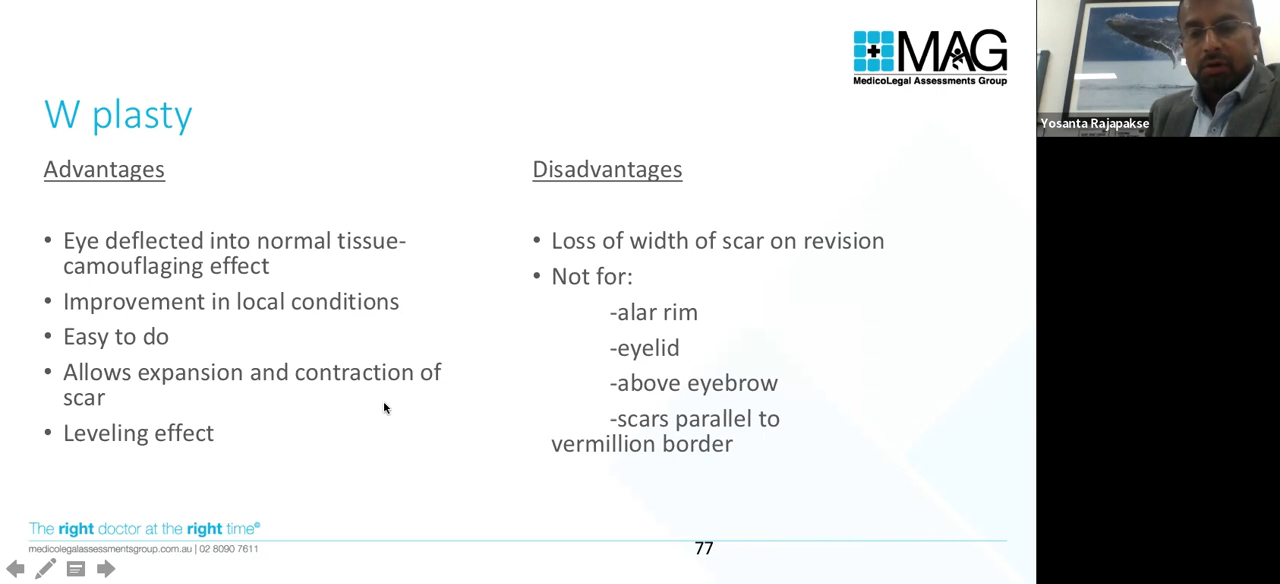 MAG
MedicoLegal Assessments Group
Yosanta Rajapakse
W plasty
Advantages
• Eye deflected into normal tissue-
camouflaging effect
• Improvement in local conditions
• Easy to do
• Allows expansion and contraction of
scar
• Leveling effect
Disadvantages
• Loss of width of scar on revision
• Not for:
-alar rim
-eyelid
-above eyebrow
-scars parallel to
vermillion border
The right doctor at the right time®
medicolegalassessmentsgroup.com.au | 02 8090 7611
77